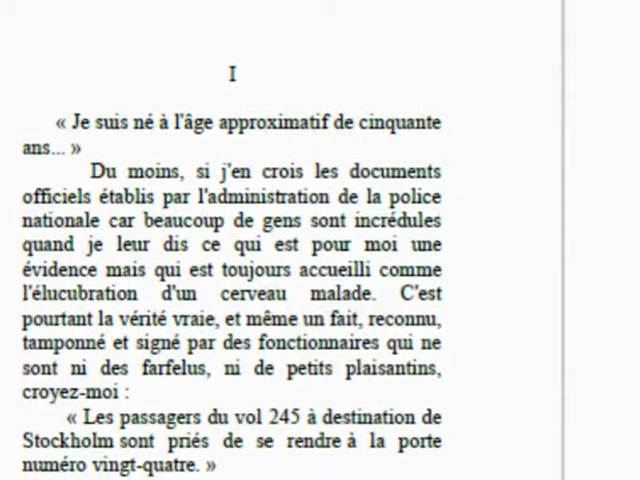 I
« Je suis né à l'âge approximatif de cinquante
ans... »
Du moins, si j'en crois les documents
officiels établis par l'administration de la police
nationale car beaucoup de gens sont incrédules
quand je leur dis ce qui est pour moi une
évidence mais qui est toujours accueilli comme
l'élucubration d'un cerveau malade. C'est
pourtant la vérité vraie, et même un fait, reconnu,
tamponné et signé par des fonctionnaires qui ne
sont ni des farfelus, ni de petits plaisantins,
croyez-moi :
« Les passagers du vol 245 à destination de
Stockholm sont priés de se rendre à la porte
numéro vingt-quatre. »